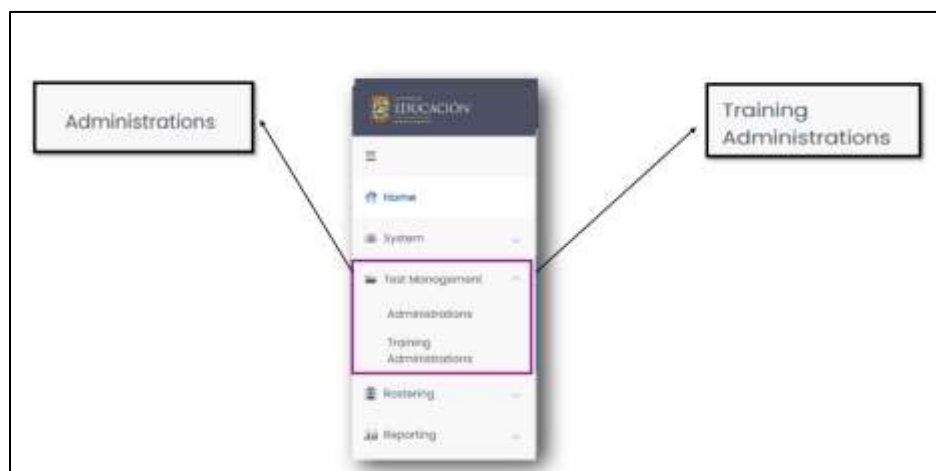 Administrations
EDUCACIÓN
Home
System
Test Management
Administrations
Training
Administrations
Rostering
Reporting
Training
Administrations